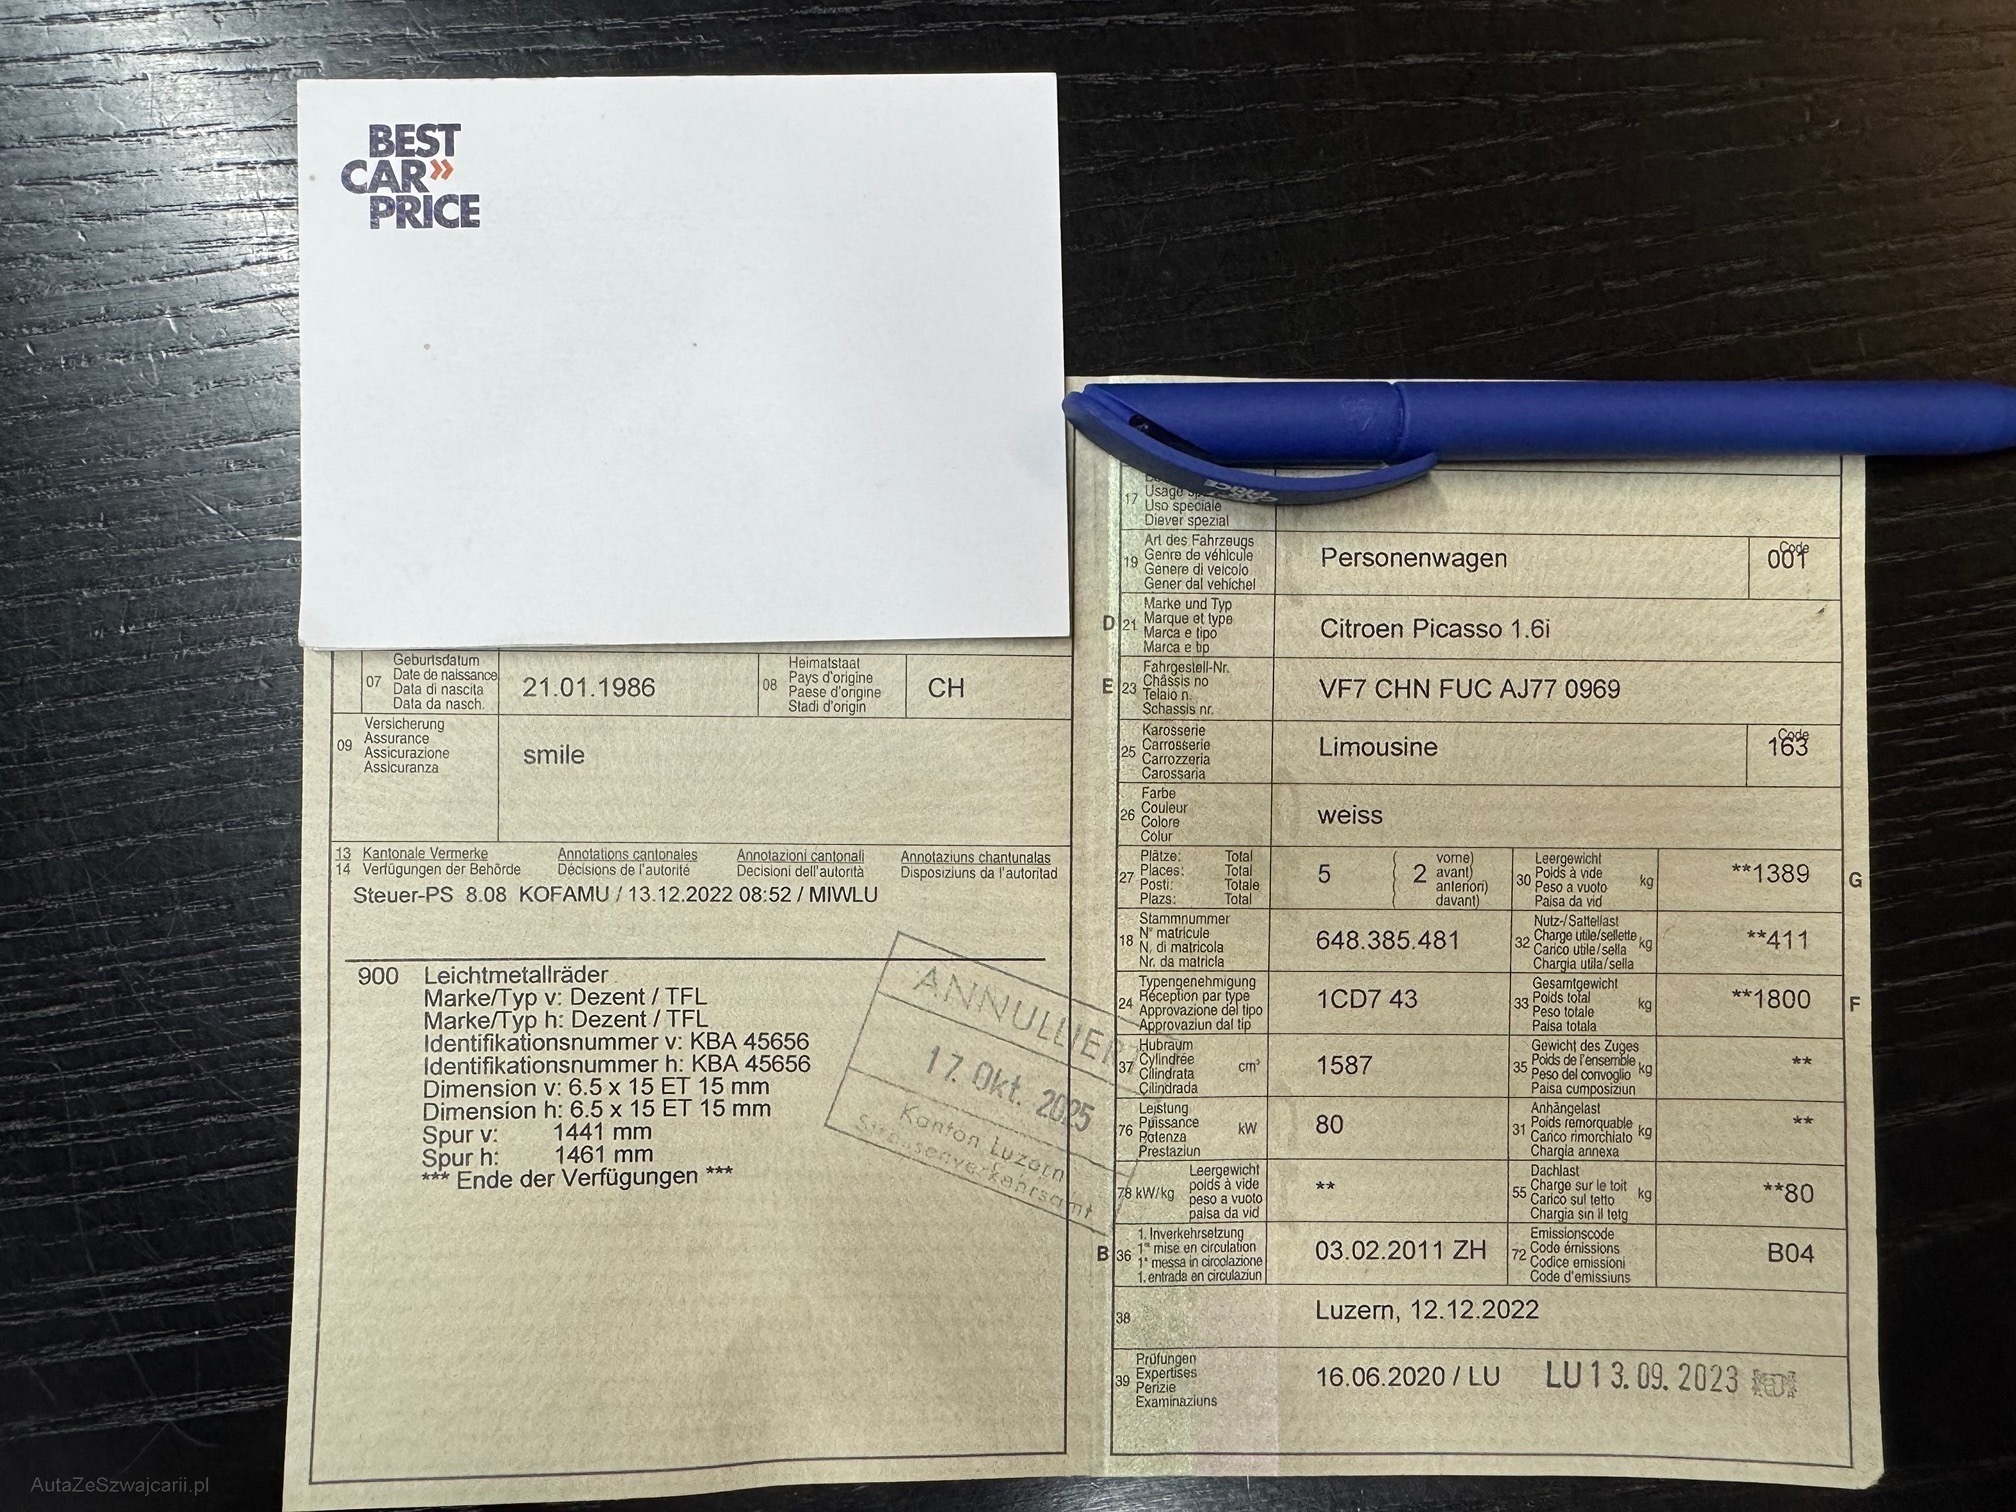 BEST
CAR»
PRICE
07 Geburtsdatum
Date de naissance
Data di nascita
Data da nasch.
21.01.1986
08 Heimatstaat
Pays d'origine
Paese d'origine
Stadi d'origin
CH
09 Versicherung
Assurance
Assicurazione
Assicuranza
smile
13 Kantonale Vermerke Annotations cantonales Annotazioni cantonali Annotaziuns chantunalas
14 Verfügungen der Behörde Décisions de l'autorité Decisioni dell'autorità Disposiziuns da l'autoritad
Steuer-PS 8.08 KOFAMU / 13.12.2022 08:52 / MIWLU
900 Leichtmetallräder
Marke/Typ v: Dezent / TFL
Marke/Typ h: Dezent / TFL
Identifikationsnummer v: KBA 45656
Identifikationsnummer h: KBA 45656
Dimension v: 6.5 x 15 ET 15 mm
Dimension h: 6.5 x 15 ET 15 mm
Spur v: 1441 mm
Spur h: 1461 mm
*** Ende der Verfügungen ***
ANNULLIERT
17. Okt. 2025
Kanton Luzern
Strassenverkehrsamt
17 Usage
Uso speciale
Diever spezial
19 Art des Fahrzeugs
Genre de véhicule
Genere di veicolo
Gener dal vehichel
Personenwagen
Code
001
D 21 Marke und Typ
Marque et type
Marca e tipo
Marca e tip
Citroen Picasso 1.6i
E 23 Fahrgestell-Nr.
Châssis no
Telaio n.
Schassis nr.
VF7 CHN FUC AJ77 0969
25 Karosserie
Carrosserie
Carrozzeria
Carossaria
Limousine
Code
163
26 Farbe
Couleur
Colore
Colur
weiss
27 Plätze: Total
Places: Total
Posti: Totale
Plazs: Total
5 ( 2 vorne)
avant)
anteriori)
davant)
30 Leergewicht
Poids à vide
Peso a vuoto
Paisa da vid
kg
**1389
G
18 Stammnummer
N° matricule
N. di matricola
Nr. da matricla
648.385.481
32 Nutz-/Sattellast
Charge utile/sellette
Carico utile/sella
Chargia utila/sella
kg
**411
24 Typengenehmigung
Réception par type
Approvazione del tipo
Approvaziun dal tip
1CD7 43
33 Gesamtgewicht
Poids total
Peso totale
Paisa totala
kg
**1800
F
37 Hubraum
Cylindrée
Cilindrata
Cilindrada
cm³
1587
35 Gewicht des Zuges
Poids de l'ensemble
Peso del convoglio
Paisa cumposiziun
kg
**
76 Leistung
Puissance
Potenza
Prestaziun
kW
80
31 Anhängelast
Poids remorquable
Carico rimorchiato
Chargia annexa
kg
**
78 kW/kg Leergewicht
poids à vide
peso a vuoto
paisa da vid
**
55 Dachlast
Charge sur le toit
Carico sul tetto
Chargia sin il tetg
kg
**80
B 36 1. Inverkehrsetzung
1re mise en circulation
1a messa in circolazione
1. entrada en circulaziun
03.02.2011 ZH
72 Emissionscode
Code émissions
Codice emissioni
Code d'emissiuns
B04
38 Luzern, 12.12.2022
39 Prüfungen
Expertises
Perizie
Examinaziuns
16.06.2020 / LU LU 13.09.2023
AutaZeSzwajcarii.pl